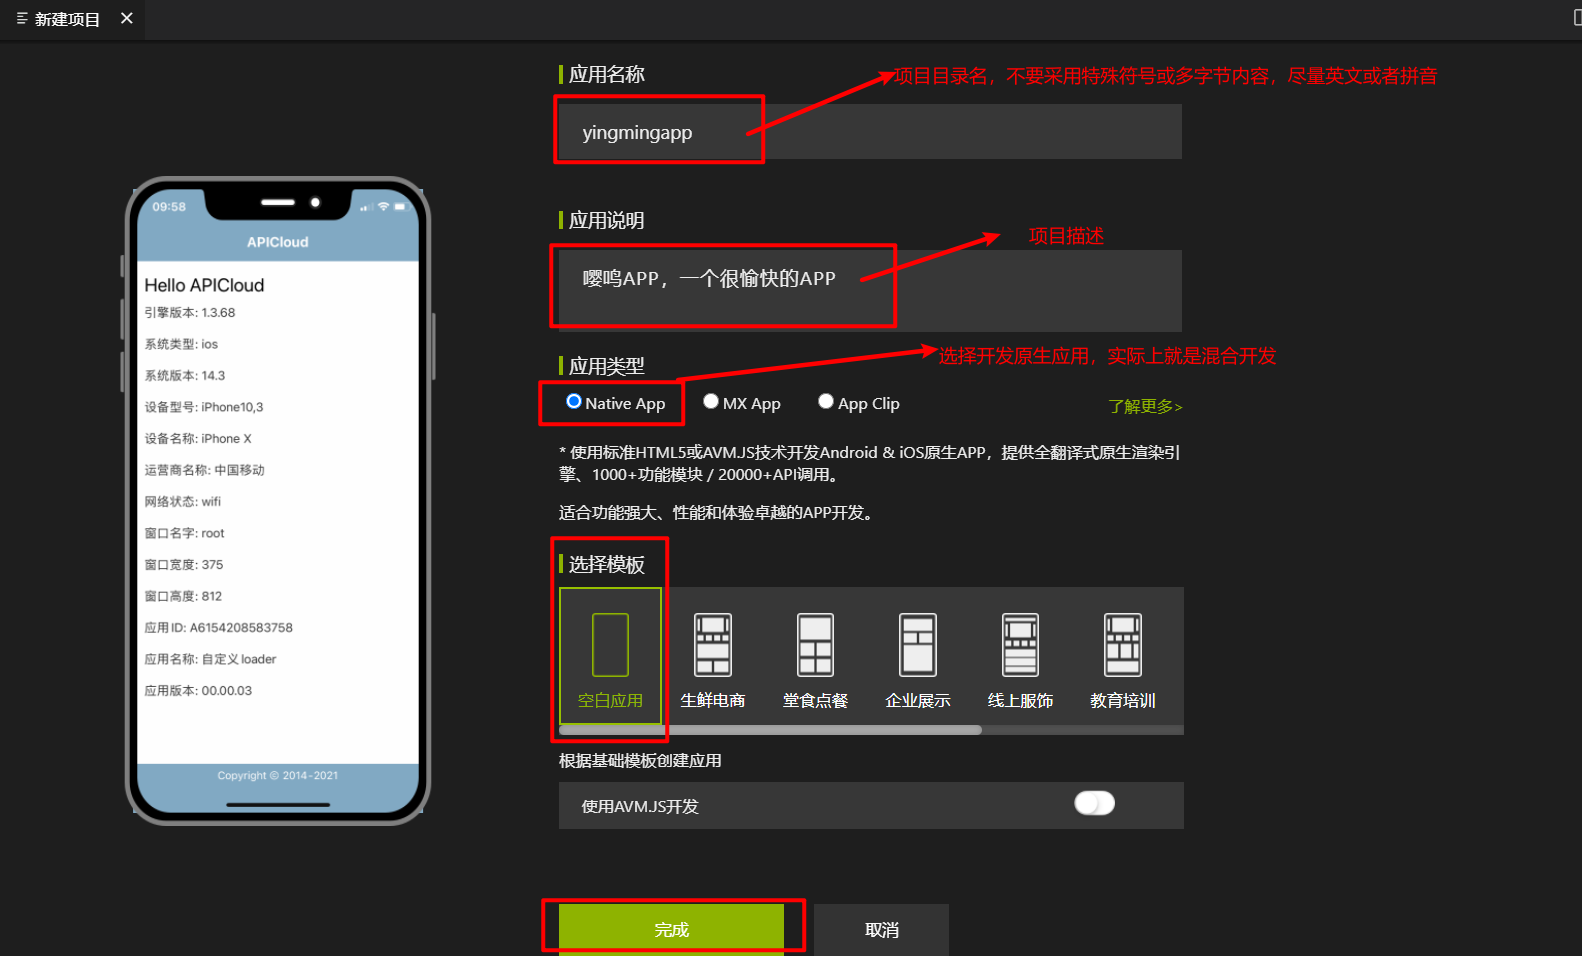 新建项目
09:58
APICloud
Hello APICloud
引擎版本: 1.3.68
系统类型: ios
系统版本: 14.3
设备型号: iPhone10,3
设备名称: iPhone X
运营商名称: 中国移动
网络状态: wifi
窗口名字: root
窗口宽度: 375
窗口高度: 812
应用ID: A6154208583758
应用名称: 自定义loader
应用版本: 00.00.03
Copyright © 2014-2021
应用名称
项目目录名，不要采用特殊符号或多字节内容，尽量英文或者拼音
yingmingapp
应用说明
项目描述
嘤鸣APP，一个很愉快的APP
应用类型
选择开发原生应用，实际上就是混合开发
Native App MX App App Clip 了解更多>
* 使用标准HTML5或AVM.JS技术开发Android & iOS原生APP，提供全翻译式原生渲染引
擎、1000+功能模块 / 20000+API调用。
适合功能强大、性能和体验卓越的APP开发。
选择模板
空白应用 生鲜电商 堂食点餐 企业展示 线上服饰 教育培训
根据基础模板创建应用
使用AVM.JS开发
完成 取消